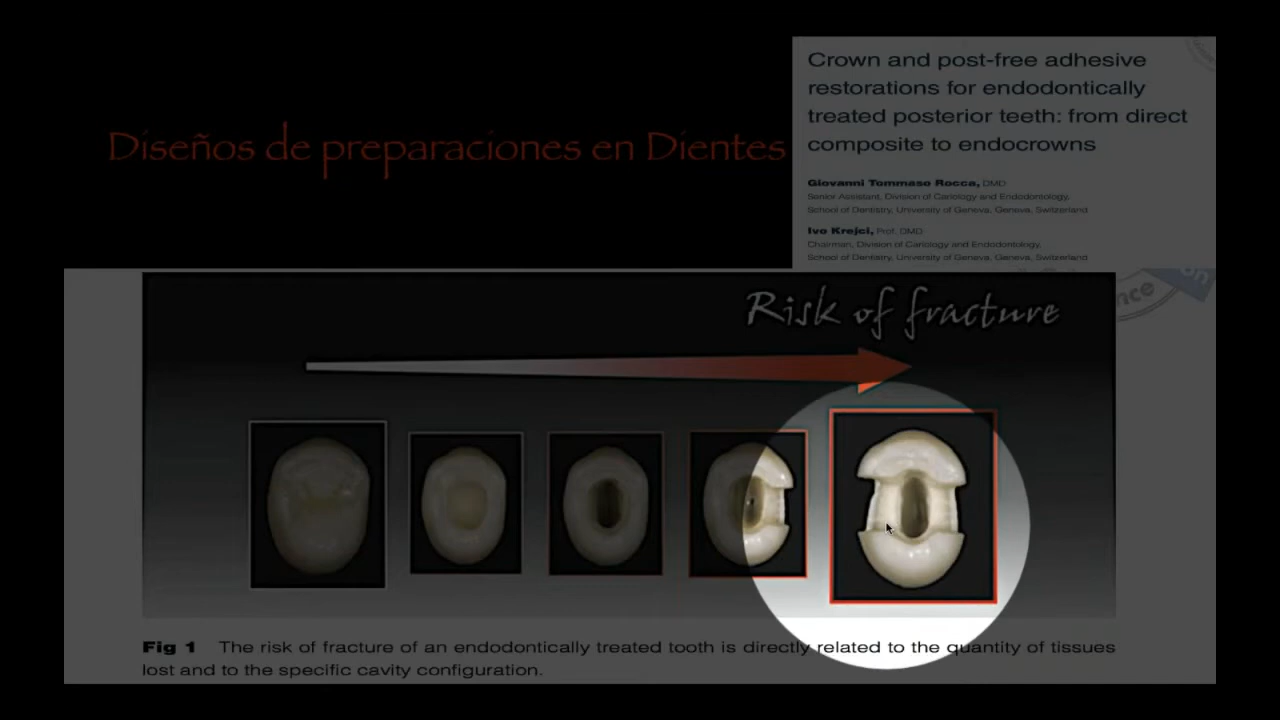 Crown and post-free adhesive
restorations for endodontically
treated posterior teeth: from direct
composite to endocrowns
Diseños de preparaciones en Dientes
Giovanni Tommaso Rocca, DMD
Senior Assistant, Division of Cariology and Endodontology,
School of Dentistry, University of Geneva, Geneva, Switzerland
Ivo Krejci, Prof, DMD
Chairman, Division of Cariology and Endodontology,
School of Dentistry, University of Geneva, Geneva, Switzerland
Risk of fracture
Fig 1 The risk of fracture of an endodontically treated tooth is directly related to the quantity of tissues
lost and to the specific cavity configuration.